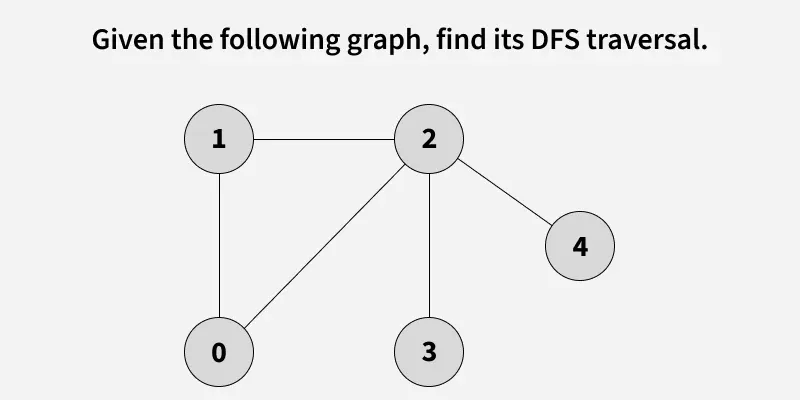 Given the following graph, find its DFS traversal.
1 2
4
0 3